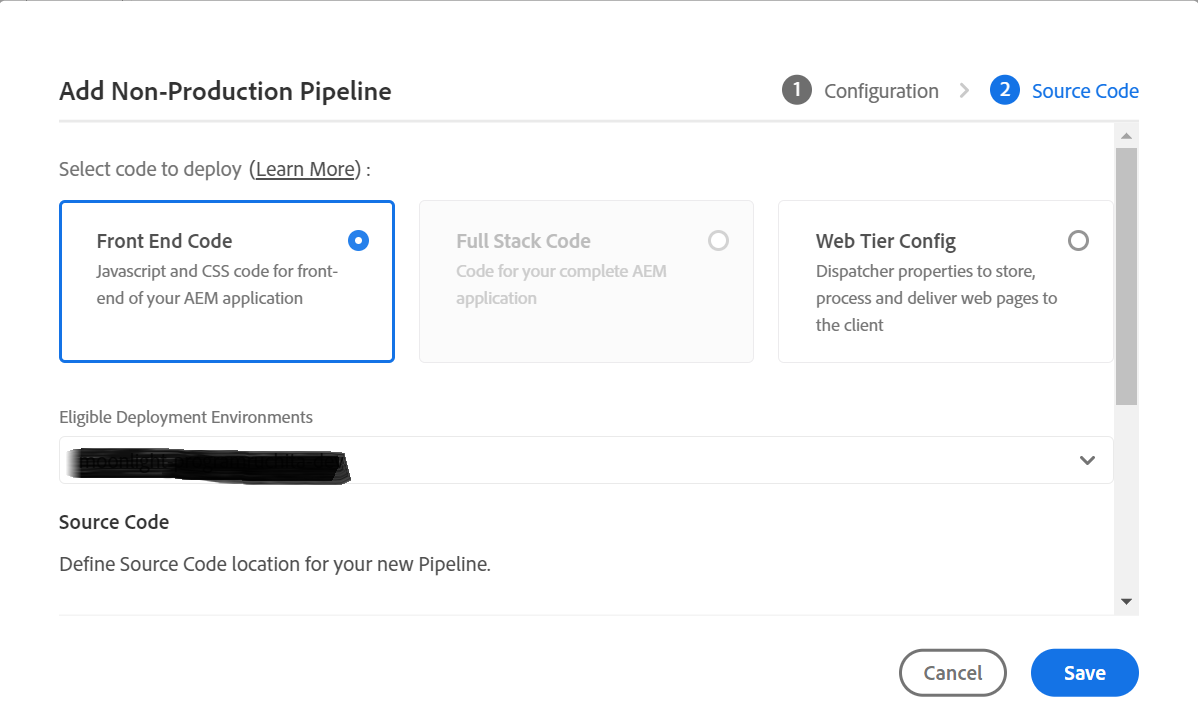 Add Non-Production Pipeline
1 Configuration > 2 Source Code
Select code to deploy (Learn More) :
Front End Code
Javascript and CSS code for front-
end of your AEM application
Full Stack Code
Code for your complete AEM
application
Web Tier Config
Dispatcher properties to store,
process and deliver web pages to
the client
Eligible Deployment Environments
Source Code
Define Source Code location for your new Pipeline.
Cancel
Save